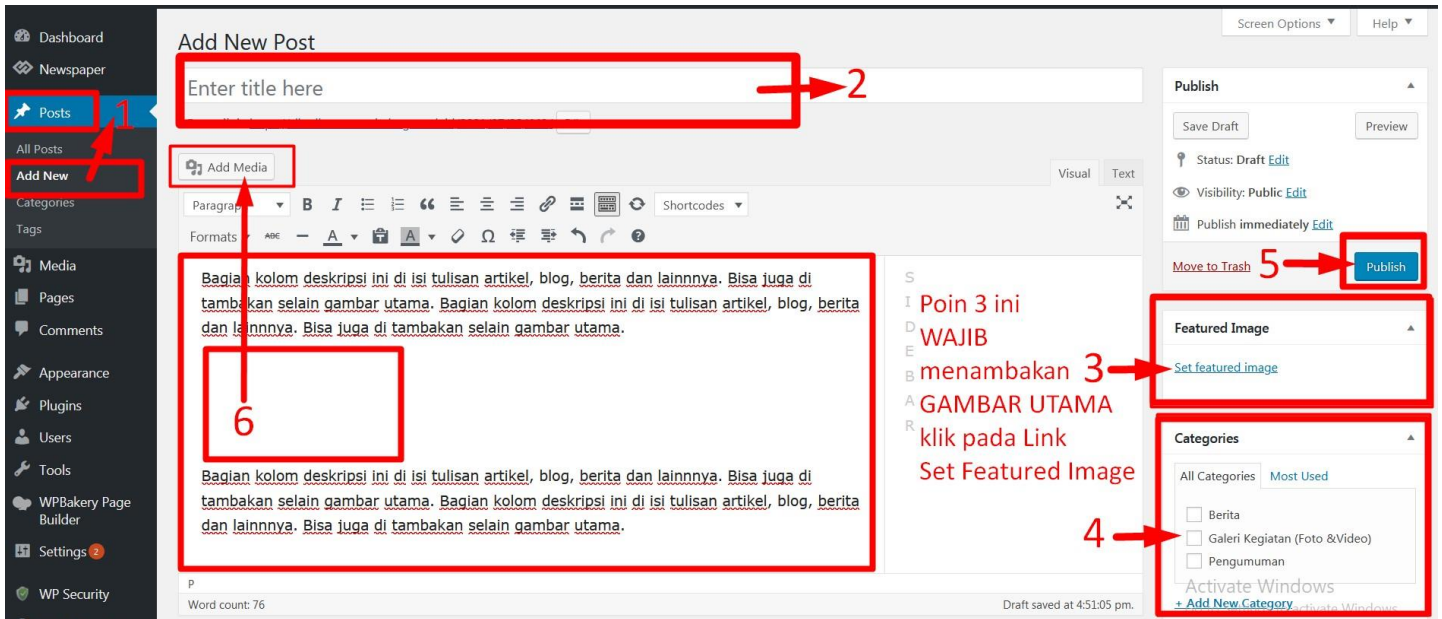 Screen Options ▼ Help ▼
Dashboard
Newspaper
Posts
1
All Posts
Add New
Categories
Tags
Media
Pages
Comments
Appearance
Plugins
Users
Tools
WPBakery Page
Builder
Settings 2
WP Security
Add New Post
Enter title here
2
Add Media
Visual Text
Paragraph
B I
Shortcodes
Formats
ABC
A
A
Ω
Bagian kolom deskripsi ini di isi tulisan artikel, blog, berita dan lainnnya. Bisa juga di
tambakan selain gambar utama. Bagian kolom deskripsi ini di isi tulisan artikel, blog, berita
dan lainnnya. Bisa juga di tambakan selain gambar utama.
6
Bagian kolom deskripsi ini di isi tulisan artikel, blog, berita dan lainnnya. Bisa juga di
tambakan selain gambar utama. Bagian kolom deskripsi ini di isi tulisan artikel, blog, berita
dan lainnnya. Bisa juga di tambakan selain gambar utama.
P
Word count: 76
Draft saved at 4:51:05 pm.
SIDEBAR
Poin 3 ini
WAJIB
menambakan
GAMBAR UTAMA
klik pada Link
Set Featured Image
Publish
Save Draft Preview
Status: Draft Edit
Visibility: Public Edit
Publish immediately Edit
Move to Trash
5
Publish
Featured Image
3
Set featured image
Categories
All Categories Most Used
4
Berita
Galeri Kegiatan (Foto &Video)
Pengumuman
Activate Windows
+ Add New Category
activate Windows